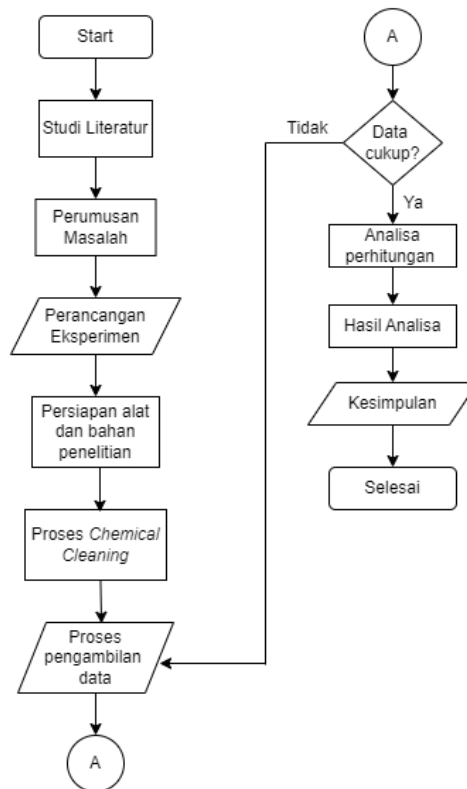 Start
Studi Literatur
Perumusan
Masalah
Perancangan
Eksperimen
Persiapan alat
dan bahan
penelitian
Proses Chemical
Cleaning
Proses
pengambilan
data
A
A
Data
cukup?
Tidak
Ya
Analisa
perhitungan
Hasil Analisa
Kesimpulan
Selesai